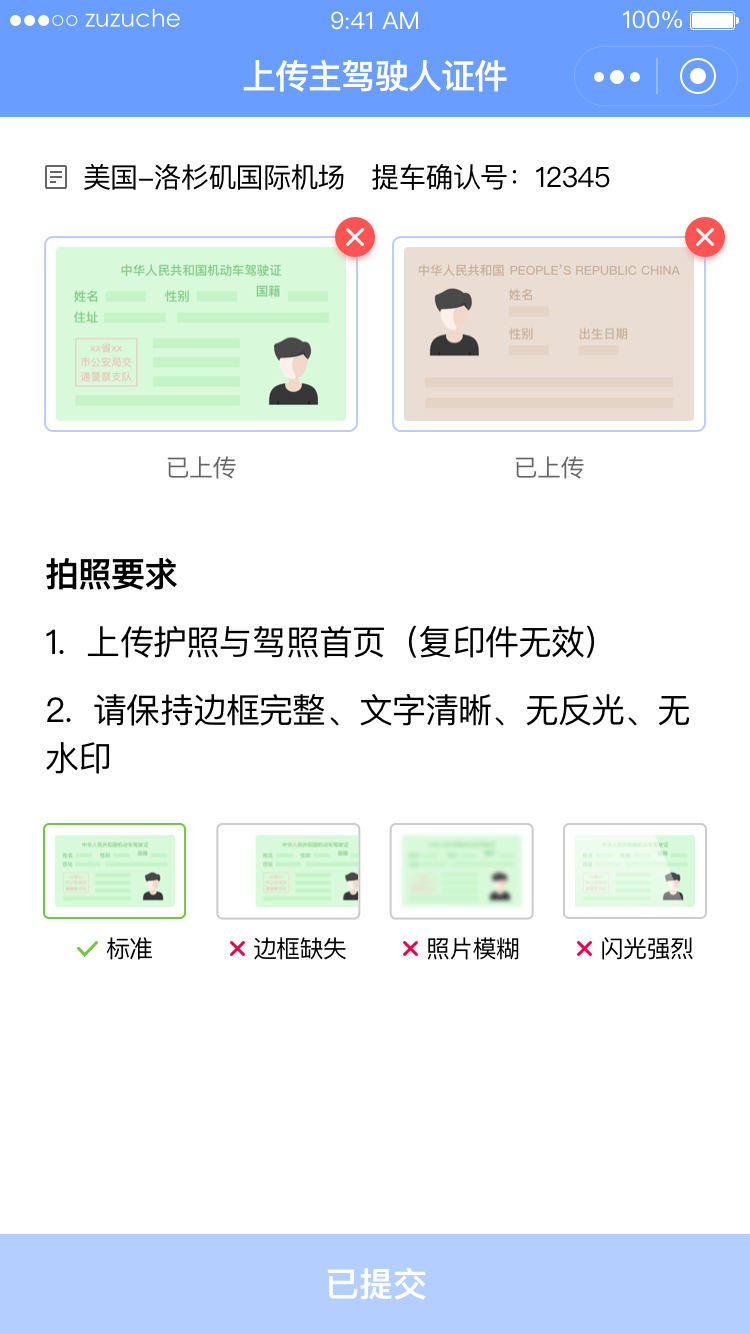 zuzuche 9:41 AM 100%
上传主驾驶人证件
美国–洛杉矶国际机场 提车确认号：12345
中华人民共和国机动车驾驶证
姓名 性别 国籍
住址
xx省xx
市公安局交
通警察支队
中华人民共和国 PEOPLE'S REPUBLIC CHINA
姓名
性别 出生日期
已上传 已上传
拍照要求
1. 上传护照与驾照首页（复印件无效）
2. 请保持边框完整、文字清晰、无反光、无
水印
标准 边框缺失 照片模糊 闪光强烈
已提交